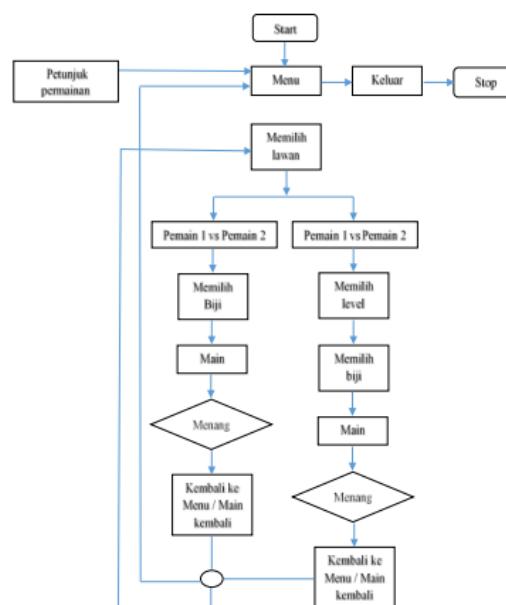 Start
Petunjuk
permainan
Menu
Keluar
Stop
Memilih
lawan
Pemain 1 vs Pemain 2
Pemain 1 vs Pemain 2
Memilih
Biji
Memilih
level
Main
Memilih
biji
Menang
Main
Kembali ke
Menu / Main
kembali
Menang
Kembali ke
Menu / Main
kembali